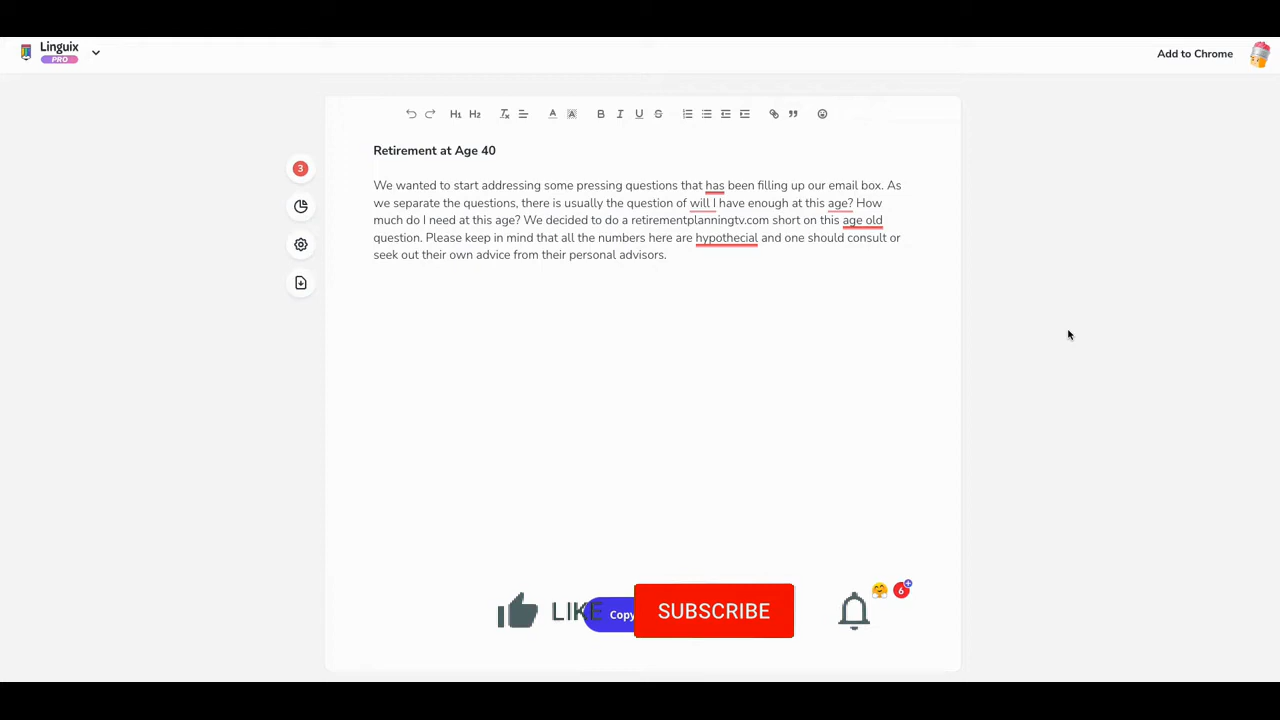 Linguix
PRO
Add to Chrome
H1 H2 B I U S
Retirement at Age 40
3
We wanted to start addressing some pressing questions that has been filling up our email box. As
we separate the questions, there is usually the question of will I have enough at this age? How
much do I need at this age? We decided to do a retirementplanningtv.com short on this age old
question. Please keep in mind that all the numbers here are hypothecial and one should consult or
seek out their own advice from their personal advisors.
LIKE
Copy
SUBSCRIBE
6